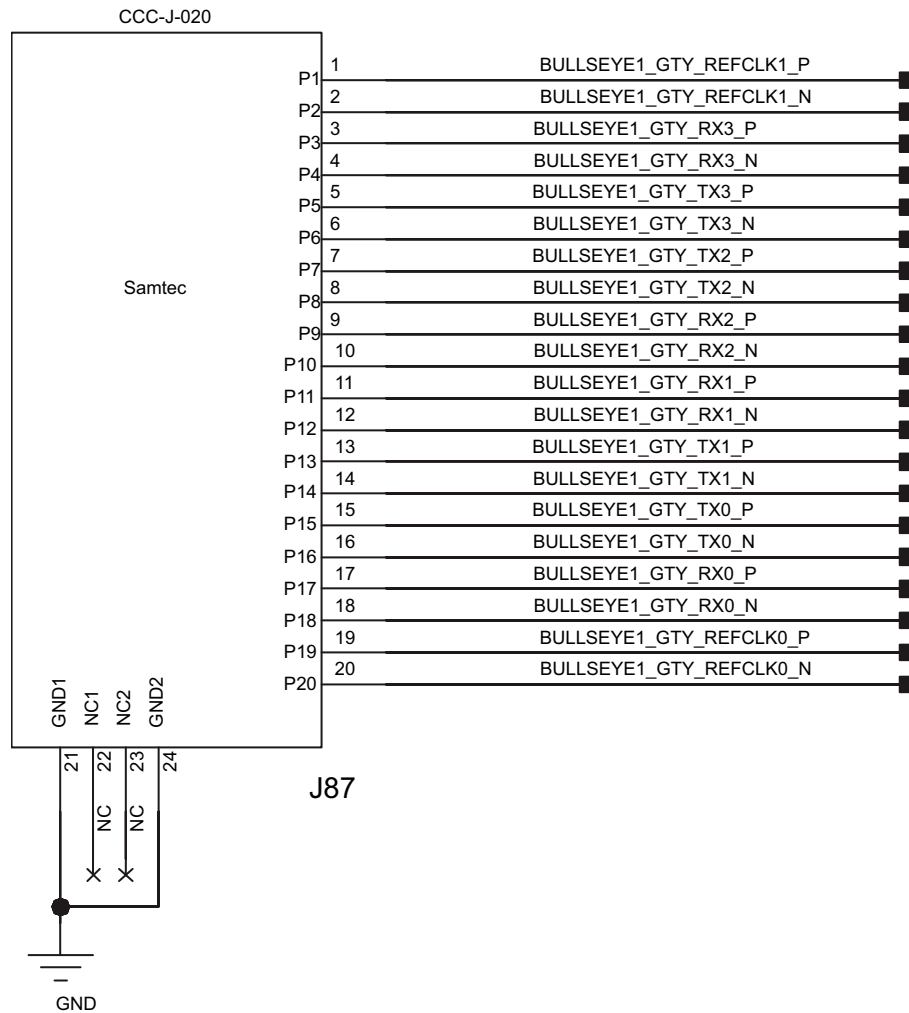 CCC-J-020
P1 1 BULLSEYE1_GTY_REFCLK1_P
P2 2 BULLSEYE1_GTY_REFCLK1_N
P3 3 BULLSEYE1_GTY_RX3_P
P4 4 BULLSEYE1_GTY_RX3_N
P5 5 BULLSEYE1_GTY_TX3_P
P6 6 BULLSEYE1_GTY_TX3_N
P7 7 BULLSEYE1_GTY_TX2_P
Samtec
P8 8 BULLSEYE1_GTY_TX2_N
P9 9 BULLSEYE1_GTY_RX2_P
P10 10 BULLSEYE1_GTY_RX2_N
P11 11 BULLSEYE1_GTY_RX1_P
P12 12 BULLSEYE1_GTY_RX1_N
P13 13 BULLSEYE1_GTY_TX1_P
P14 14 BULLSEYE1_GTY_TX1_N
P15 15 BULLSEYE1_GTY_TX0_P
P16 16 BULLSEYE1_GTY_TX0_N
P17 17 BULLSEYE1_GTY_RX0_P
P18 18 BULLSEYE1_GTY_RX0_N
P19 19 BULLSEYE1_GTY_REFCLK0_P
P20 20 BULLSEYE1_GTY_REFCLK0_N
GND1 NC1 NC2 GND2
21 22 23 24
J87
NC NC
GND